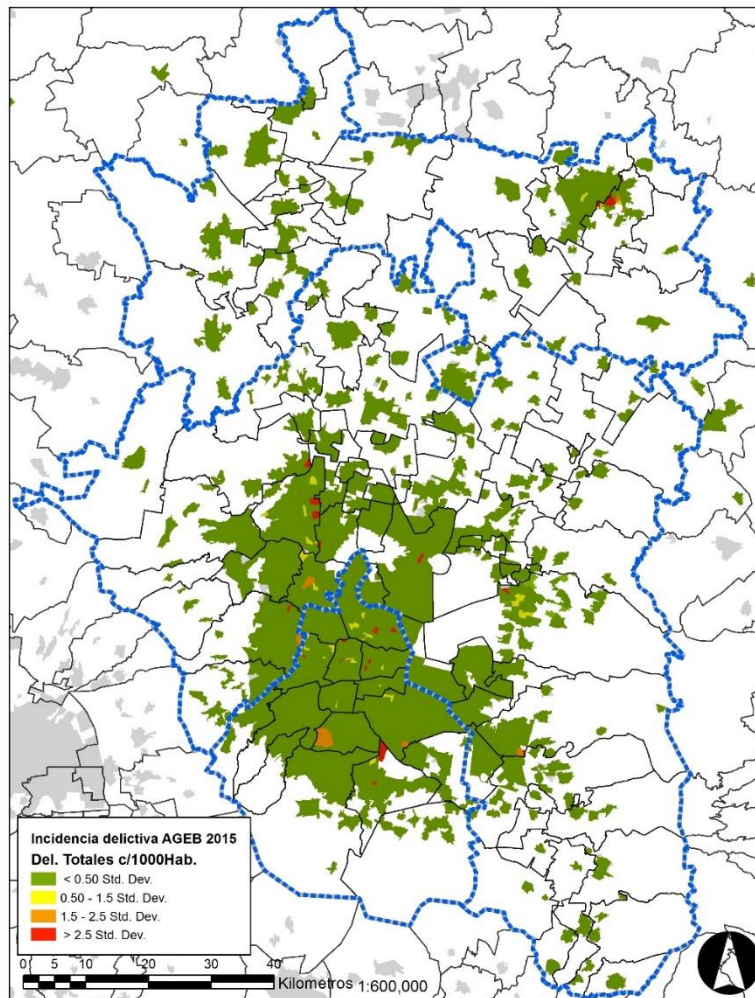 Incidencia delictiva AGEB 2015
Del. Totales c/1000Hab.
< 0.50 Std. Dev.
0.50 - 1.5 Std. Dev.
1.5 - 2.5 Std. Dev.
> 2.5 Std. Dev.
0 5 10 20 30 40
Kilometros 1:600,000